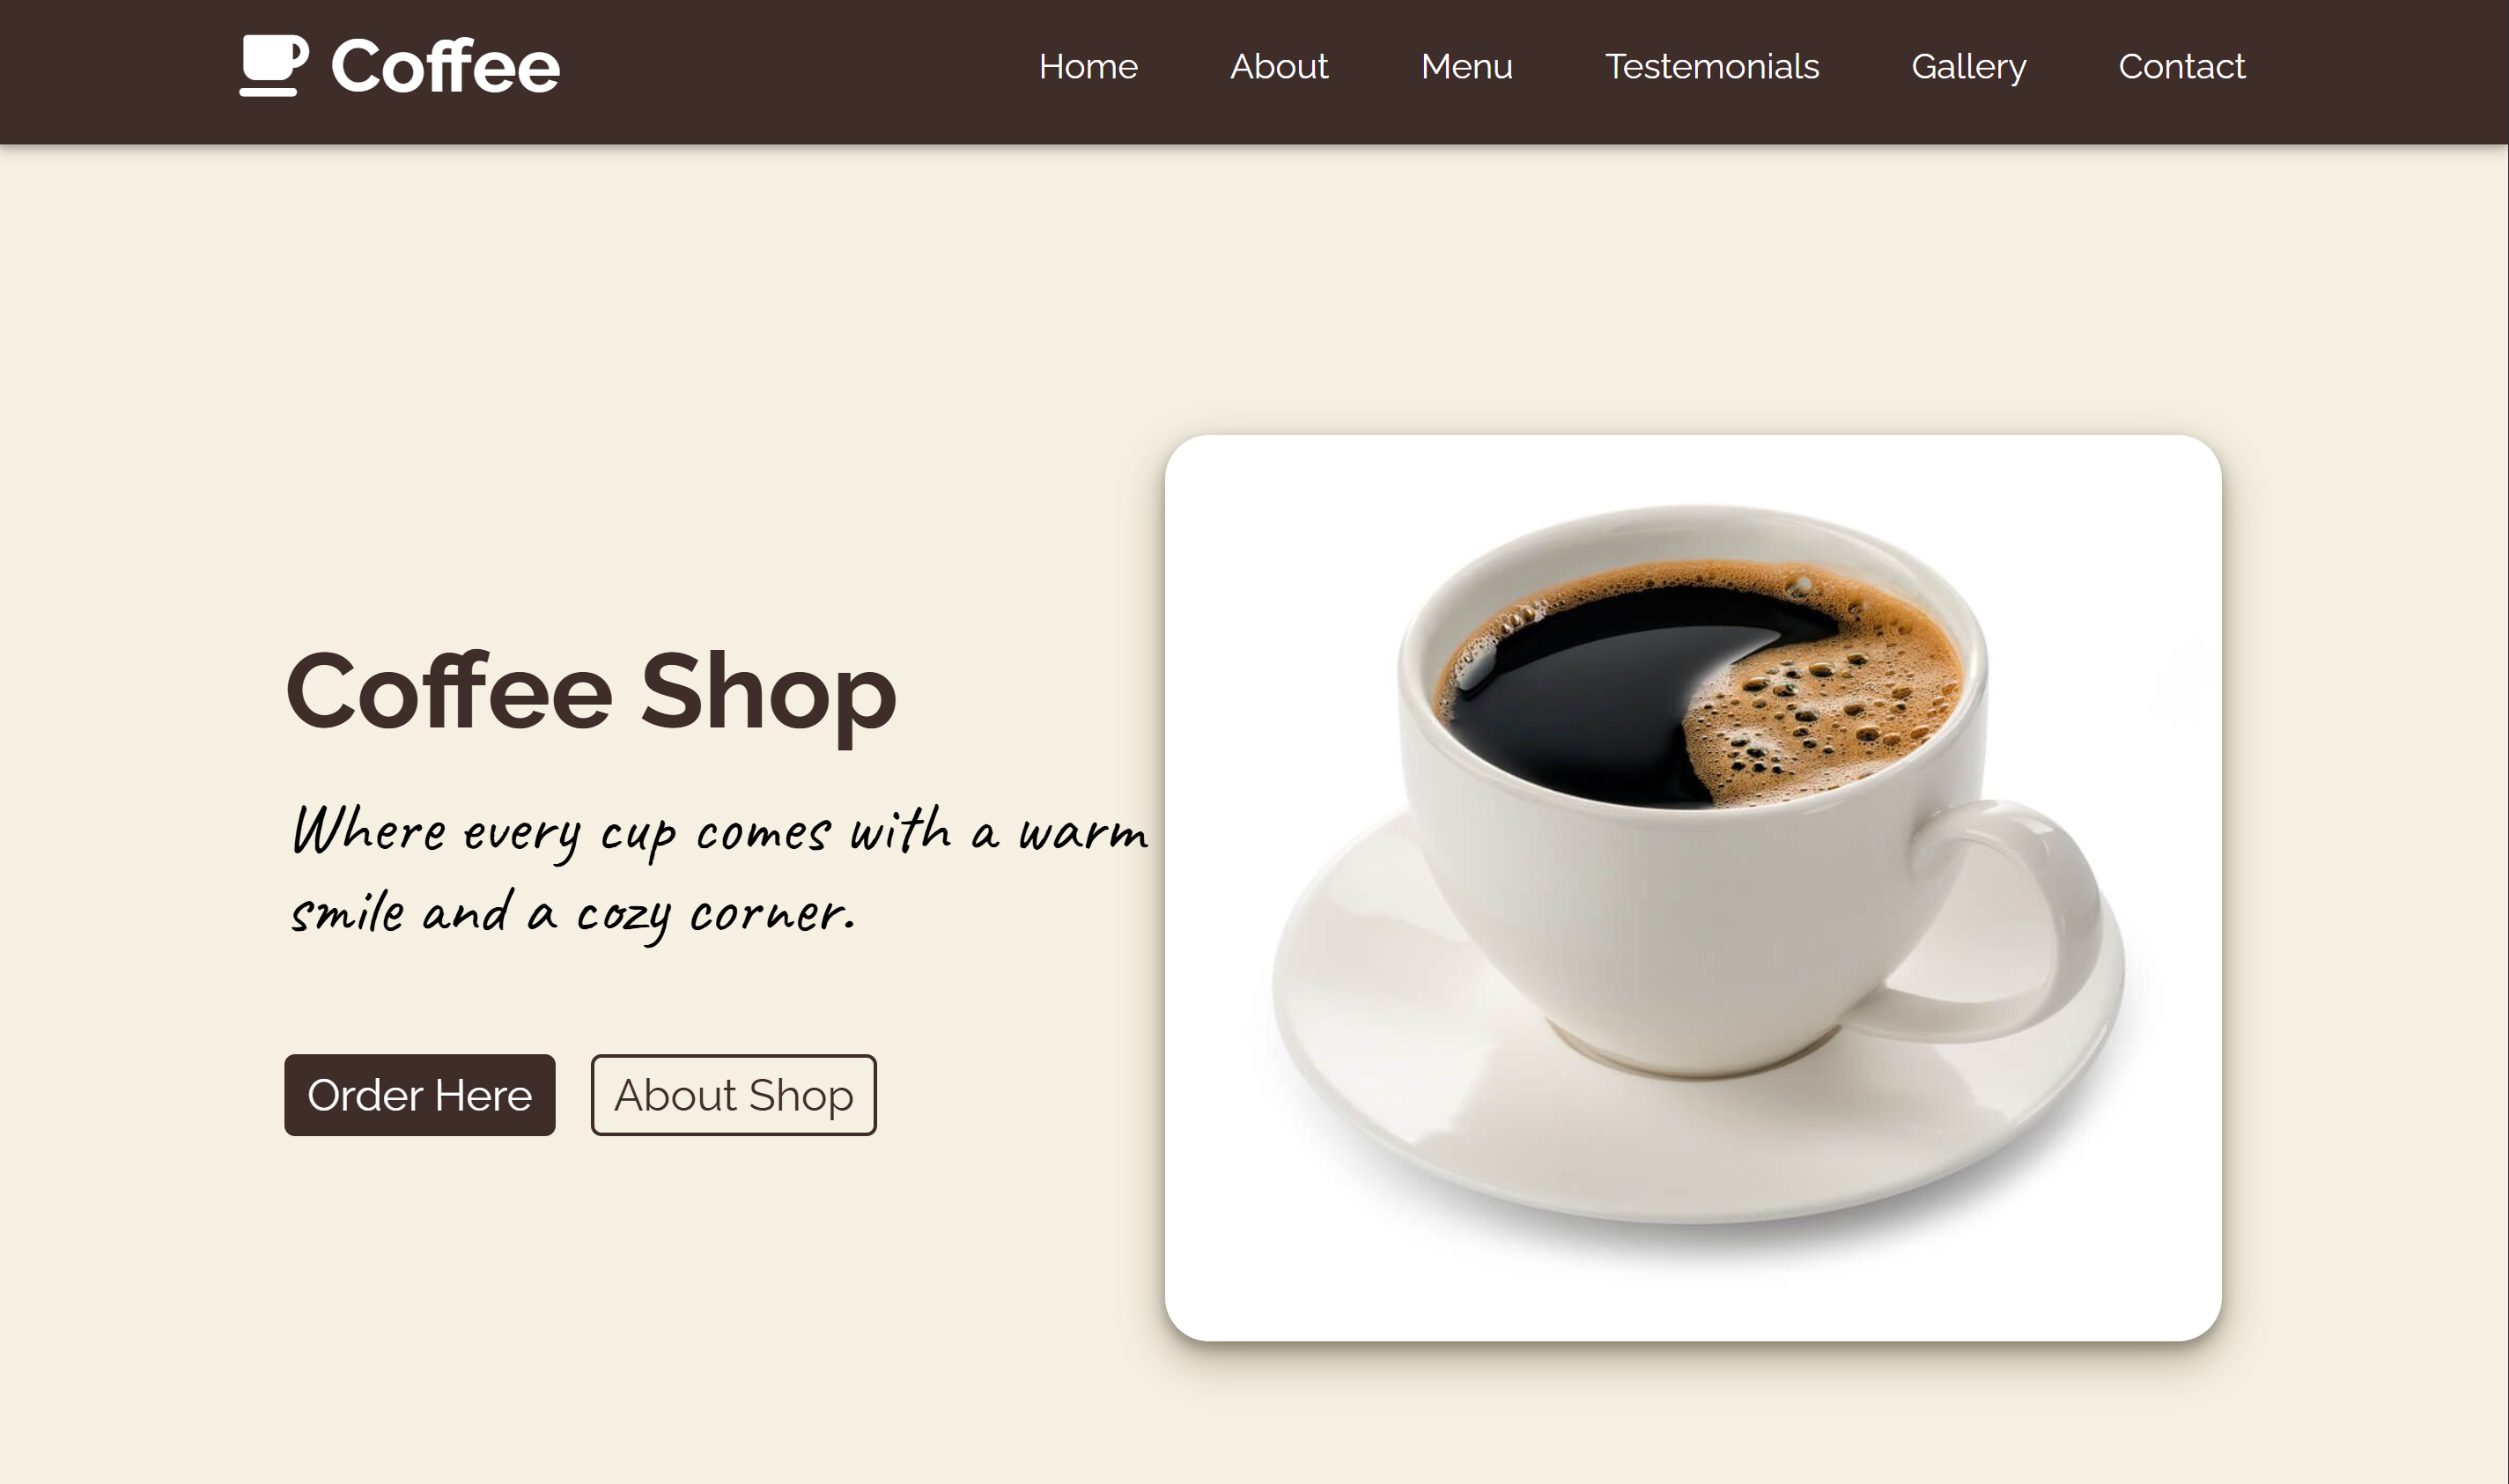 Coffee
Home About Menu Testemonials Gallery Contact
Coffee Shop
Where every cup comes with a warm
smile and a cozy corner.
Order Here About Shop